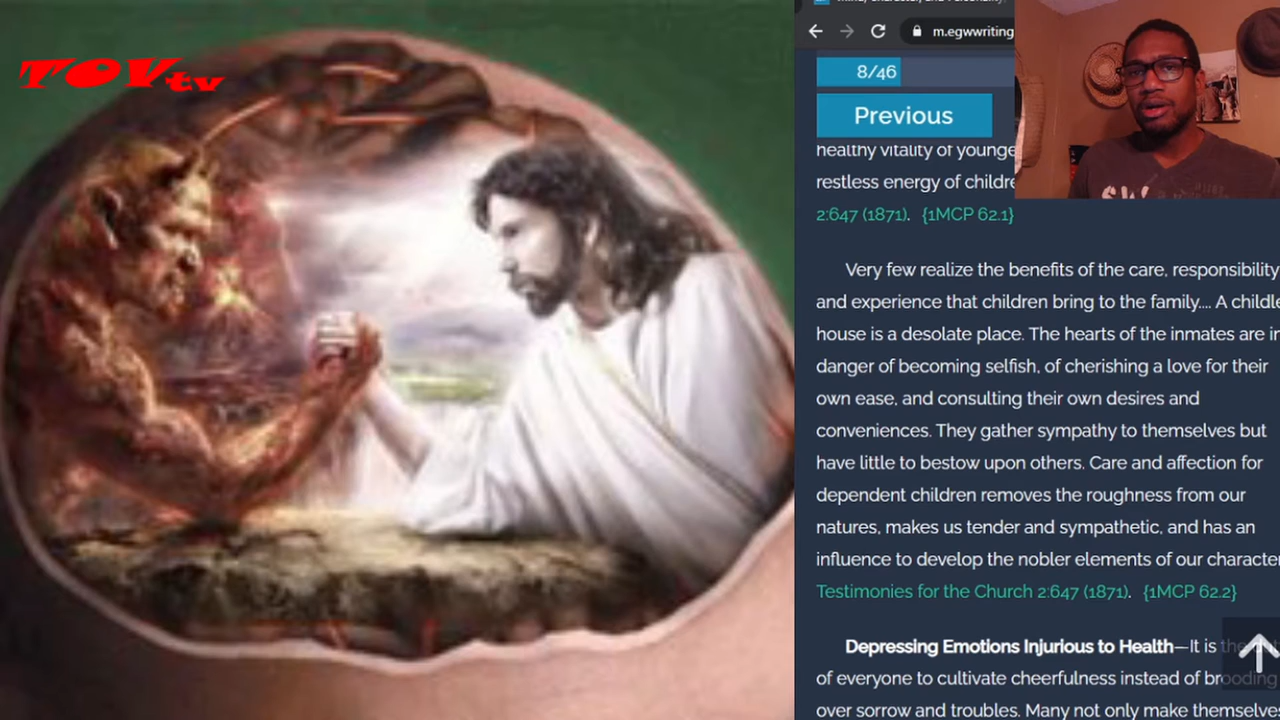 TOVtv
m.egwwriting
8/46
Previous
healthy vitality of younge
restless energy of childre
2:647 (1871). {1MCP 62.1}
Very few realize the benefits of the care, responsibility
and experience that children bring to the family.... A childle
house is a desolate place. The hearts of the inmates are in
danger of becoming selfish, of cherishing a love for their
own ease, and consulting their own desires and
conveniences. They gather sympathy to themselves but
have little to bestow upon others. Care and affection for
dependent children removes the roughness from our
natures, makes us tender and sympathetic, and has an
influence to develop the nobler elements of our character
Testimonies for the Church 2:647 (1871). {1MCP 62.2}
Depressing Emotions Injurious to Health—It is the
of everyone to cultivate cheerfulness instead of brooding
over sorrow and troubles. Many not only make themselves